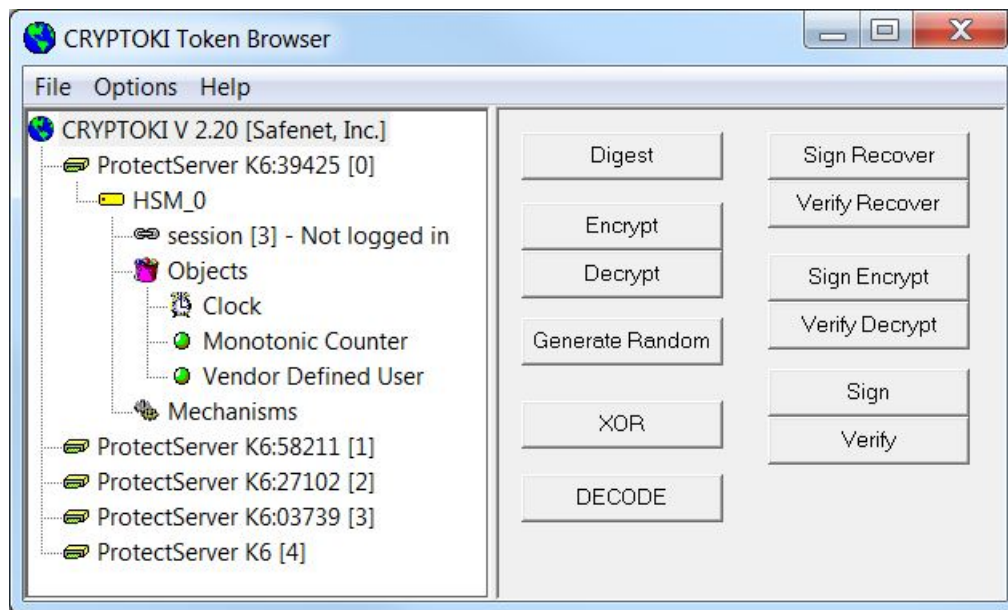 CRYPTOKI Token Browser
File Options Help
CRYPTOKI V 2.20 [Safenet, Inc.]
ProtectServer K6:39425 [0]
HSM_0
session [3] - Not logged in
Objects
Clock
Monotonic Counter
Vendor Defined User
Mechanisms
ProtectServer K6:58211 [1]
ProtectServer K6:27102 [2]
ProtectServer K6:03739 [3]
ProtectServer K6 [4]
Digest
Encrypt
Decrypt
Generate Random
XOR
DECODE
Sign Recover
Verify Recover
Sign Encrypt
Verify Decrypt
Sign
Verify